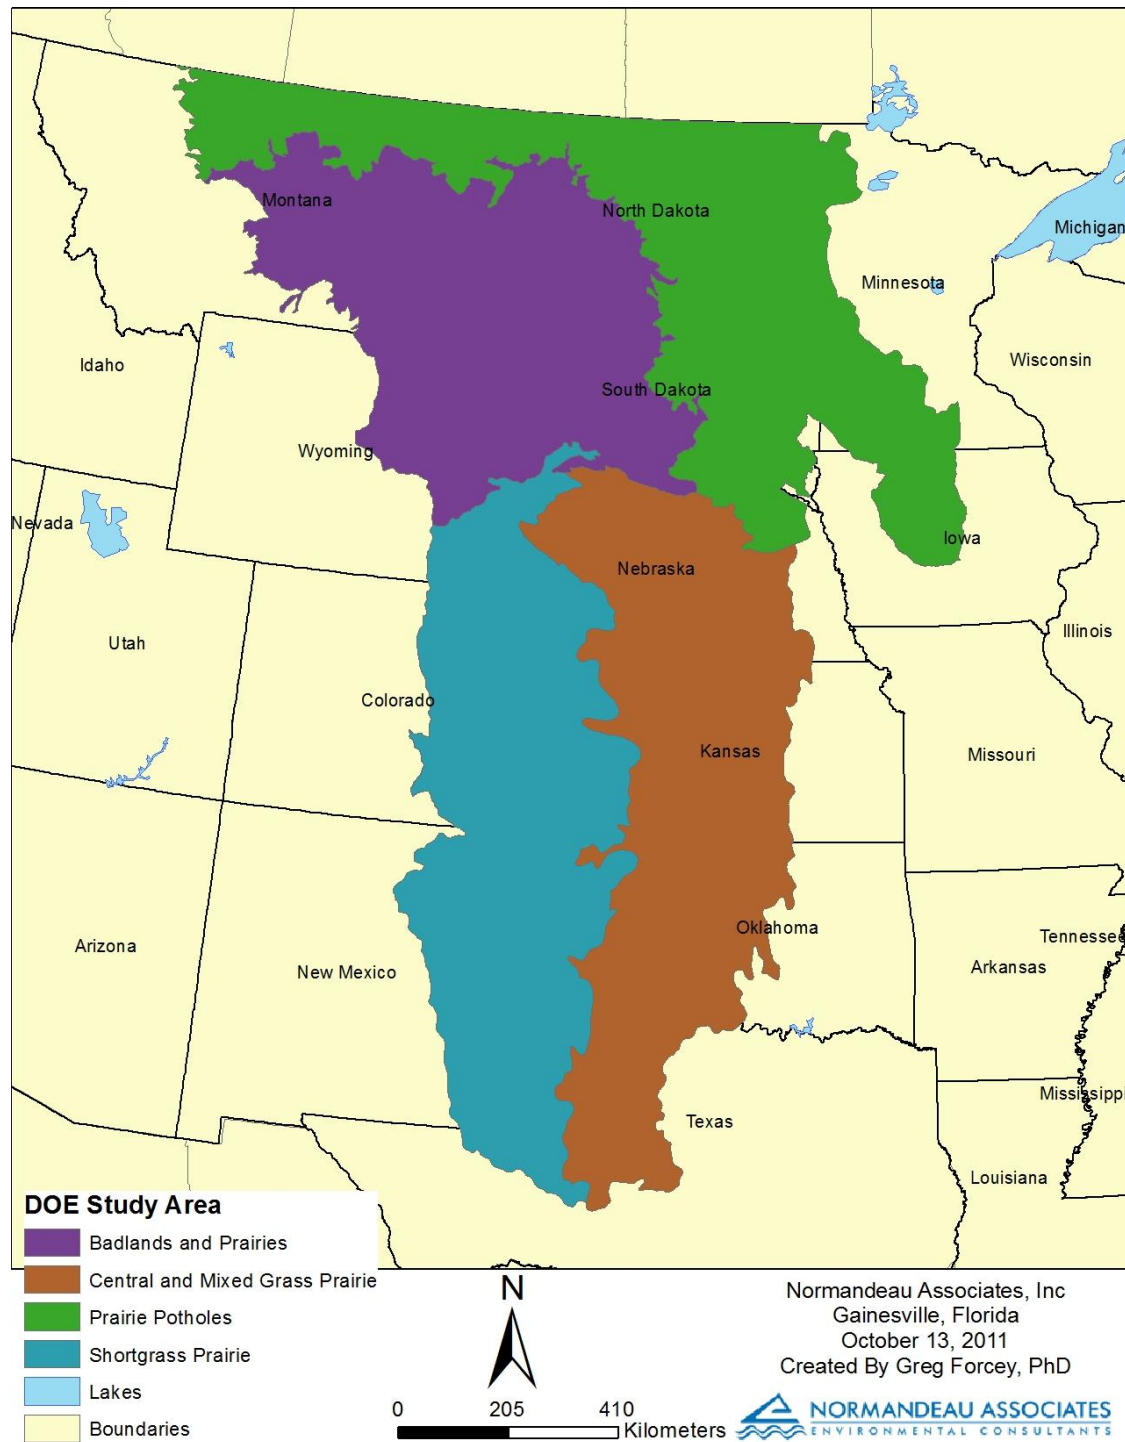 Montana
North Dakota
Michigan
Minnesota
Idaho
Wisconsin
South Dakota
Wyoming
Nevada
Iowa
Nebraska
Utah
Illinois
Colorado
Kansas
Missouri
Oklahoma
Arizona
Tennessee
New Mexico
Arkansas
Mississippi
Texas
Louisiana
DOE Study Area
Badlands and Prairies
Central and Mixed Grass Prairie
Prairie Potholes
Shortgrass Prairie
Lakes
Boundaries
N
0 205 410
Kilometers
Normandeau Associates, Inc
Gainesville, Florida
October 13, 2011
Created By Greg Forcey, PhD
NORMANDEAU ASSOCIATES
ENVIRONMENTAL CONSULTANTS